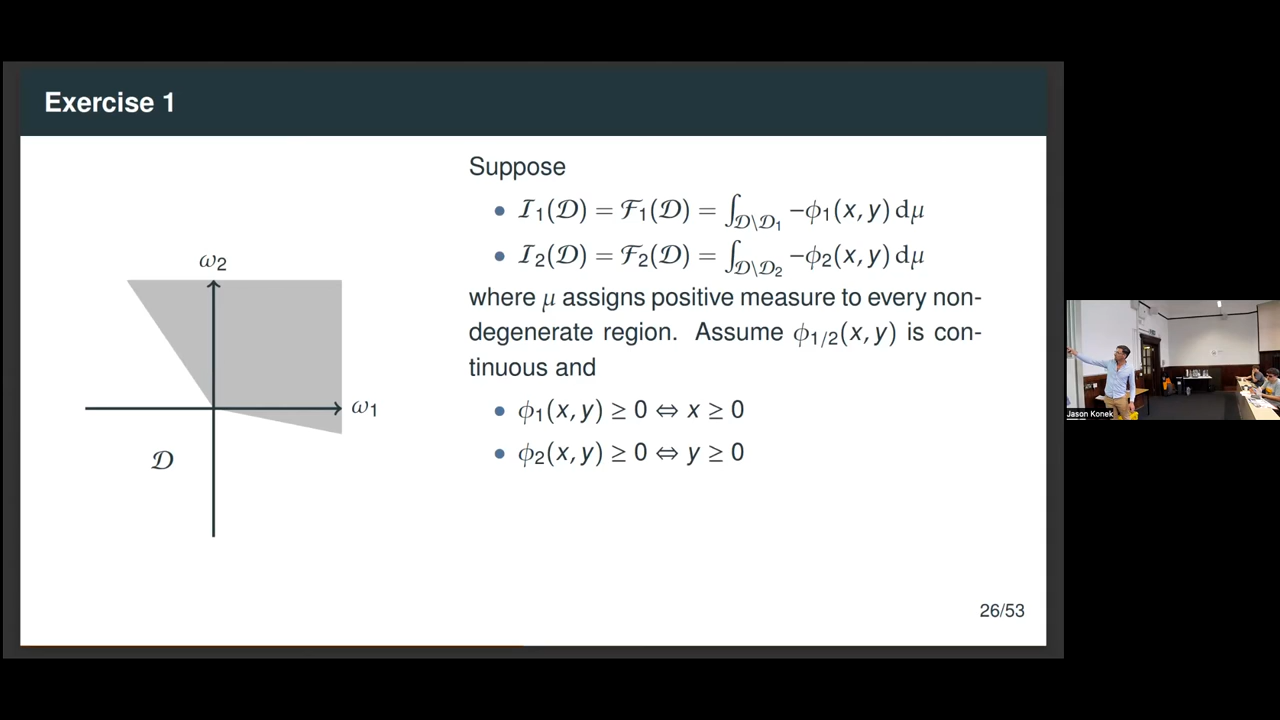 Exercise 1
Suppose
• I₁(D) = F₁(D) = ∫_{D\D₁} −ϕ₁(x, y) dμ
• I₂(D) = F₂(D) = ∫_{D\D₂} −ϕ₂(x, y) dμ
where μ assigns positive measure to every non-
degenerate region. Assume ϕ₁/₂(x, y) is con-
tinuous and
• ϕ₁(x, y) ≥ 0 ⇔ x ≥ 0
• ϕ₂(x, y) ≥ 0 ⇔ y ≥ 0
ω₂
ω₁
D
26/53
Jason Konek